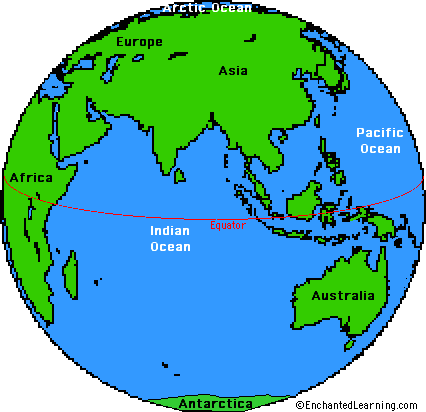 Arctic Ocean
Europe
Asia
Pacific
Ocean
Africa
Equator
Indian
Ocean
Australia
Antarctica
©EnchantedLearning.com